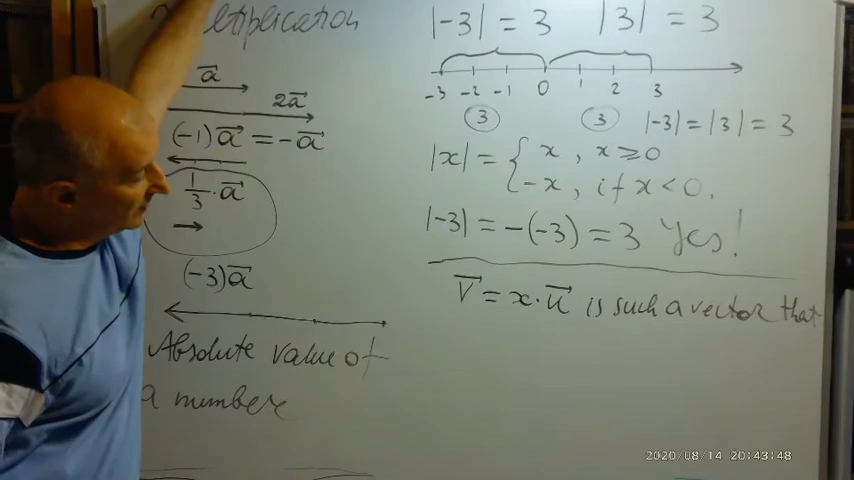 a⃗
2a⃗
(-1)a⃗ = -a⃗
1/3 · a⃗
(-3)a⃗
Absolute value of
a number
|-3| = 3 |3| = 3
-3 -2 -1 0 1 2 3
3 3 |-3| = |3| = 3
|x| = { x , x ⩾ 0
-x , if x < 0.
|-3| = -(-3) = 3 Yes!
V⃗ = x · u⃗ is such a vector that
2020/08/14 20:43:48